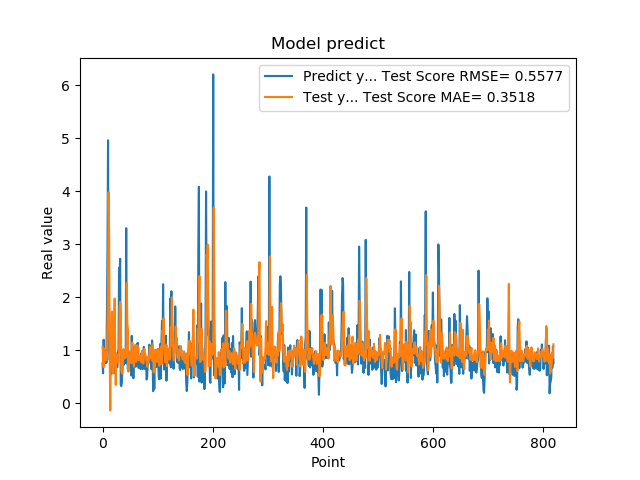 Model predict
Predict y... Test Score RMSE= 0.5577
Test y... Test Score MAE= 0.3518
Real value
6
5
4
3
2
1
0
0 200 400 600 800
Point